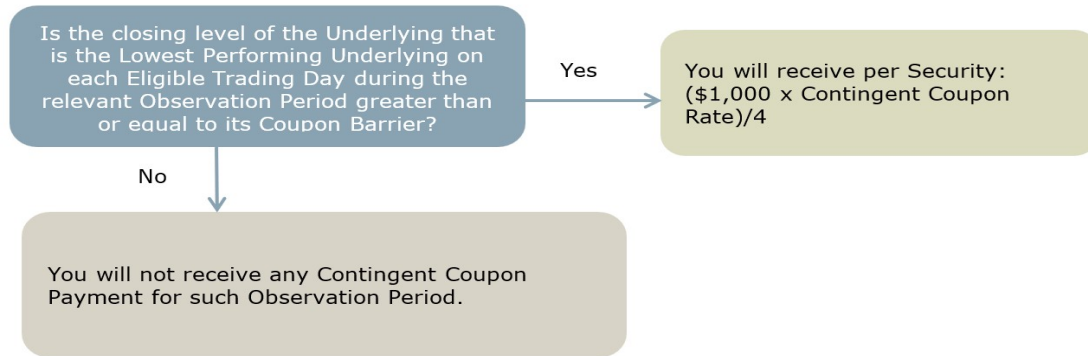 Is the closing level of the Underlying that
is the Lowest Performing Underlying on
each Eligible Trading Day during the
relevant Observation Period greater than
or equal to its Coupon Barrier?
Yes
You will receive per Security:
($1,000 x Contingent Coupon
Rate)/4
No
You will not receive any Contingent Coupon
Payment for such Observation Period.